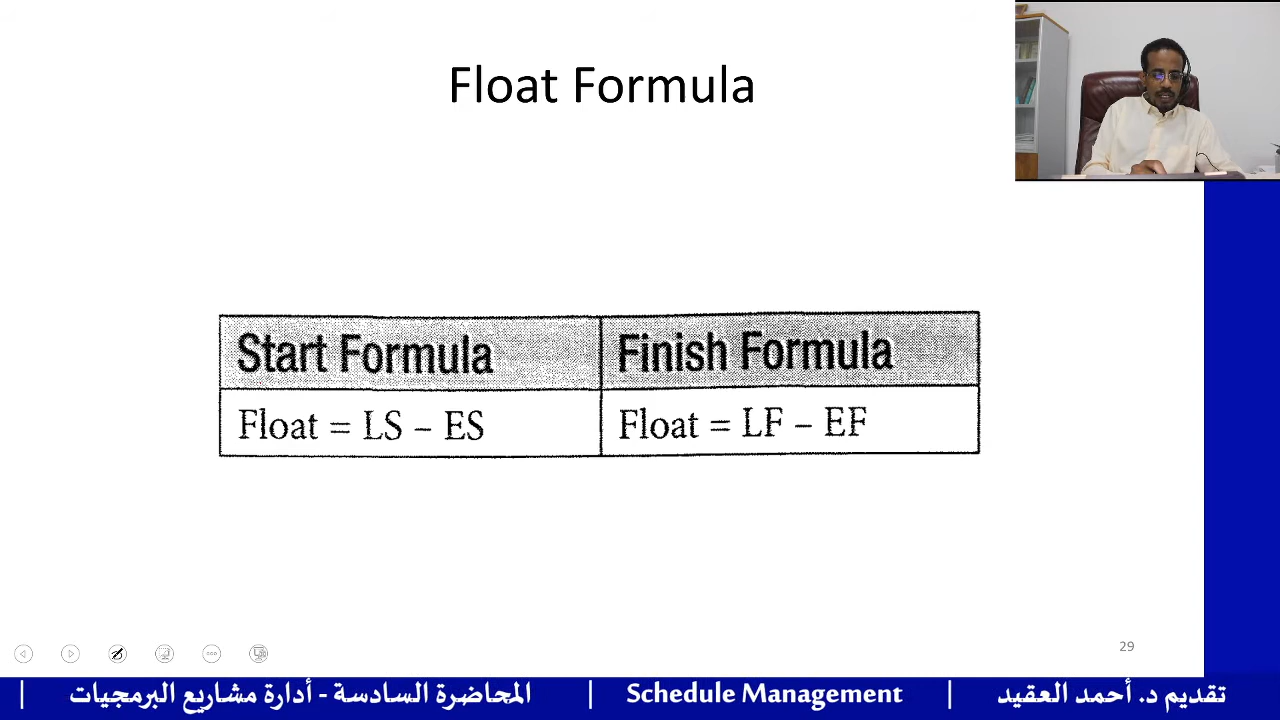 Float Formula
Start Formula
Finish Formula
Float = LS – ES
Float = LF – EF
29
| المحاضرة السادسة - أدارة مشاريع البرمجيات | Schedule Management | تقديم د. أحمد العقيد